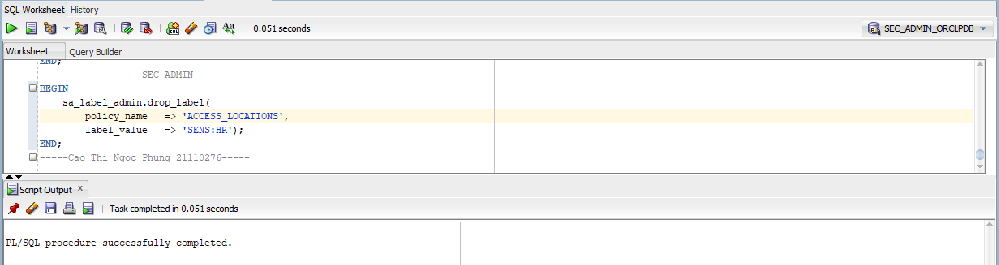 SQL Worksheet History
0.051 seconds
SEC_ADMIN_ORCLPDB
Worksheet Query Builder
END;
------------------SEC_ADMIN------------------
BEGIN
    sa_label_admin.drop_label(
        policy_name   => 'ACCESS_LOCATIONS',
        label_value   => 'SENS:HR');
END;
-----Cao Thị Ngọc Phụng 21110276-----
Script Output x
Task completed in 0.051 seconds
PL/SQL procedure successfully completed.